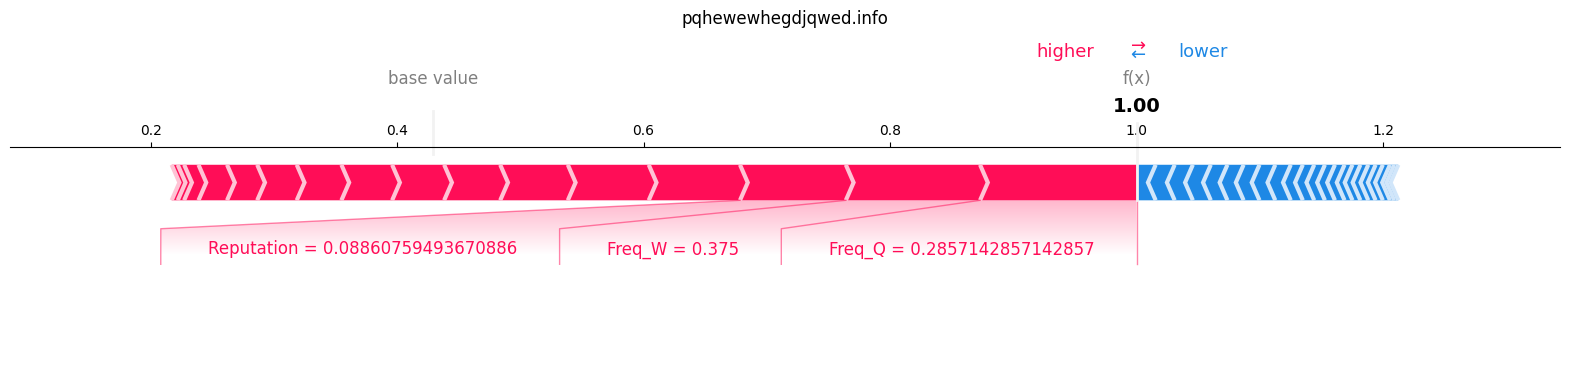 pqhewewhegdjqwed.info
higher → ← lower
base value f(x)
1.00
0.2 0.4 0.6 0.8 1.0 1.2
Reputation = 0.08860759493670886 Freq_W = 0.375 Freq_Q = 0.2857142857142857